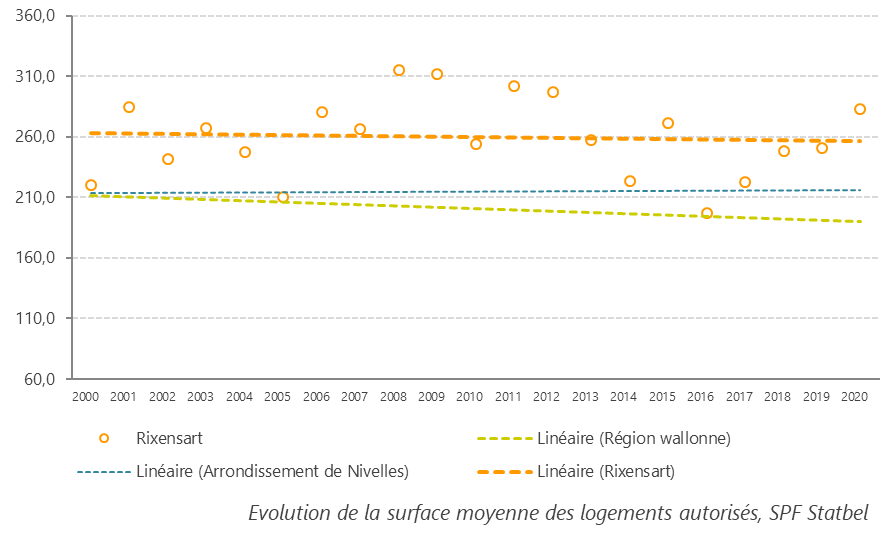 360,0
310,0
260,0
210,0
160,0
110,0
60,0
2000 2001 2002 2003 2004 2005 2006 2007 2008 2009 2010 2011 2012 2013 2014 2015 2016 2017 2018 2019 2020
Rixensart
Linéaire (Région wallonne)
Linéaire (Arrondissement de Nivelles)
Linéaire (Rixensart)
Evolution de la surface moyenne des logements autorisés, SPF Statbel